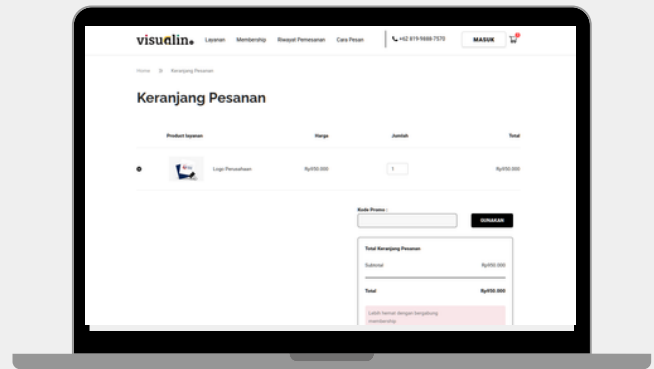 visualin. Layanan Membership Riwayat Pemesanan Cara Pesan +62 819-9888-7570 MASUK
Home Keranjang Pesanan
Keranjang Pesanan
Product layanan Harga Jumlah Total
Logo Perusahaan Rp950.000 1 Rp950.000
Kode Promo :
GUNAKAN
Total Keranjang Pesanan
Subtotal Rp950.000
Total Rp950.000
Lebih hemat dengan bergabung
membership